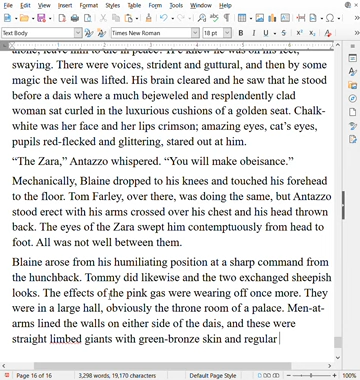 File Edit View Insert Format Styles Table Form Tools Window Help
Text Body Times New Roman 18 pt
swaying. There were voices, strident and guttural, and then by some
magic the veil was lifted. His brain cleared and he saw that he stood
before a dais where a much bejeweled and resplendently clad
woman sat curled in the luxurious cushions of a golden seat. Chalk-
white was her face and her lips crimson; amazing eyes, cat’s eyes,
pupils red-flecked and glittering, stared out at him.
“The Zara,” Antazzo whispered. “You will make obeisance.”
Mechanically, Blaine dropped to his knees and touched his forehead
to the floor. Tom Farley, over there, was doing the same, but Antazzo
stood erect with his arms crossed over his chest and his head thrown
back. The eyes of the Zara swept him contemptuously from head to
foot. All was not well between them.
Blaine arose from his humiliating position at a sharp command from
the hunchback. Tommy did likewise and the two exchanged sheepish
looks. The effects of the pink gas were wearing off once more. They
were in a large hall, obviously the throne room of a palace. Men-at-
arms lined the walls on either side of the dais, and these were
straight limbed giants with green-bronze skin and regular
Page 16 of 16 3,298 words, 19,170 characters Default Page Style 100%